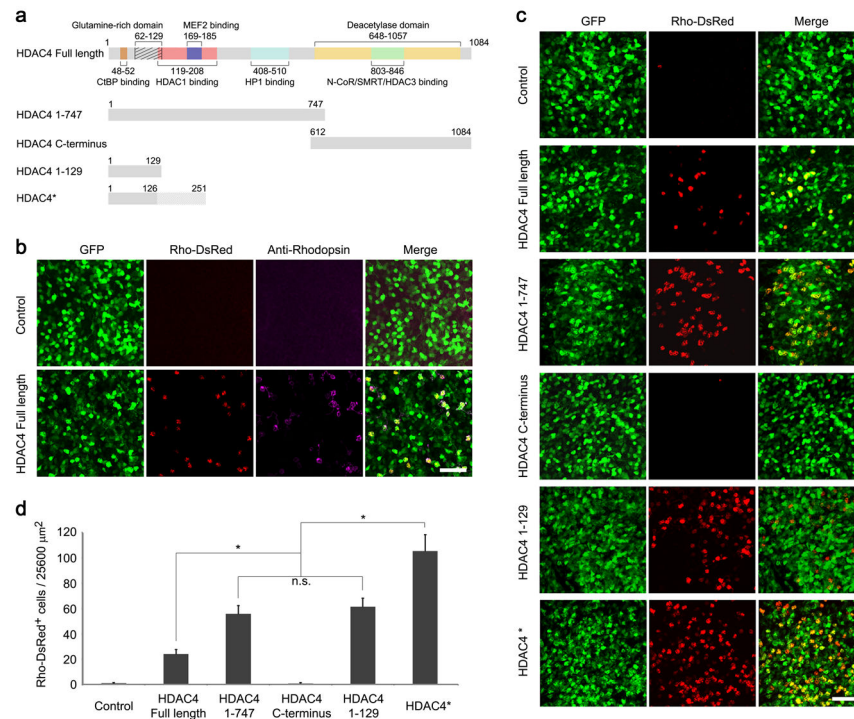 a
Glutamine-rich domain
62-129
MEF2 binding
169-185
Deacetylase domain
648-1057
HDAC4 Full length
1
1084
48-52
CtBP binding
119-208
HDAC1 binding
408-510
HP1 binding
803-846
N-CoR/SMRT/HDAC3 binding
HDAC4 1-747
1
747
HDAC4 C-terminus
612
1084
HDAC4 1-129
1
129
HDAC4*
1
126
251
b
GFP
Rho-DsRed
Anti-Rhodopsin
Merge
Control
HDAC4 Full length
c
GFP
Rho-DsRed
Merge
Control
HDAC4 Full length
HDAC4 1-747
HDAC4 C-terminus
HDAC4 1-129
HDAC4 *
d
Rho-DsRed+ cells / 25600 μm2
120
100
80
60
40
20
0
*
*
n.s.
Control
HDAC4
Full length
HDAC4
1-747
HDAC4
C-terminus
HDAC4
1-129
HDAC4*